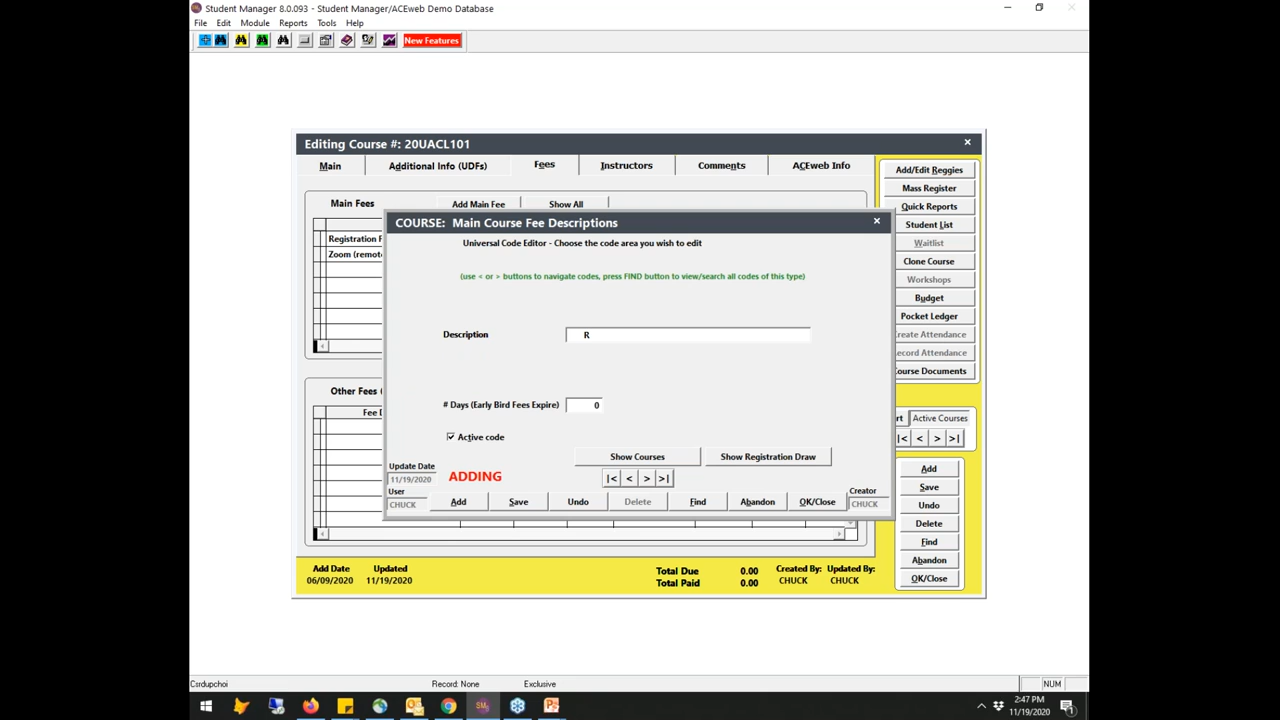 Student Manager 8.0.093 - Student Manager/ACEweb Demo Database
File Edit Module Reports Tools Help
New Features
Editing Course #: 20UACL101
Main Additional Info (UDFs) Fees Instructors Comments ACEweb Info
Main Fees Add Main Fee Show All
Registration F
Zoom (remote
COURSE: Main Course Fee Descriptions
Universal Code Editor - Choose the code area you wish to edit
(use < or > buttons to navigate codes, press FIND button to view/search all codes of this type)
Description R
# Days (Early Bird Fees Expire) 0
Active code
Show Courses Show Registration Draw
Update Date
11/19/2020 ADDING |< < > >|
User Creator
CHUCK Add Save Undo Delete Find Abandon OK/Close CHUCK
Other Fees (
Fee D
Add/Edit Reggies
Mass Register
Quick Reports
Student List
Waitlist
Clone Course
Workshops
Budget
Pocket Ledger
Create Attendance
Record Attendance
Course Documents
rt Active Courses
|< < > >|
Add
Save
Undo
Delete
Find
Abandon
OK/Close
Add Date Updated Total Due 0.00 Created By: Updated By:
06/09/2020 11/19/2020 Total Paid 0.00 CHUCK CHUCK
Csrdupchoi Record: None Exclusive NUM
2:47 PM
11/19/2020